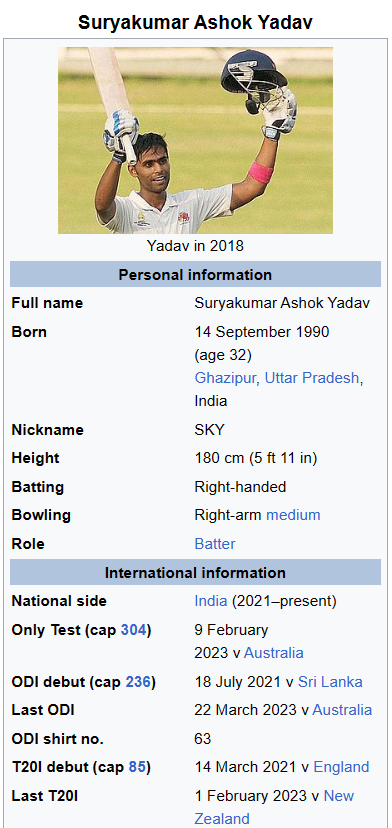 Suryakumar Ashok Yadav
Yadav in 2018
Personal information
Full name Suryakumar Ashok Yadav
Born 14 September 1990
(age 32)
Ghazipur, Uttar Pradesh,
India
Nickname SKY
Height 180 cm (5 ft 11 in)
Batting Right-handed
Bowling Right-arm medium
Role Batter
International information
National side India (2021–present)
Only Test (cap 304) 9 February
2023 v Australia
ODI debut (cap 236) 18 July 2021 v Sri Lanka
Last ODI 22 March 2023 v Australia
ODI shirt no. 63
T20I debut (cap 85) 14 March 2021 v England
Last T20I 1 February 2023 v New
Zealand